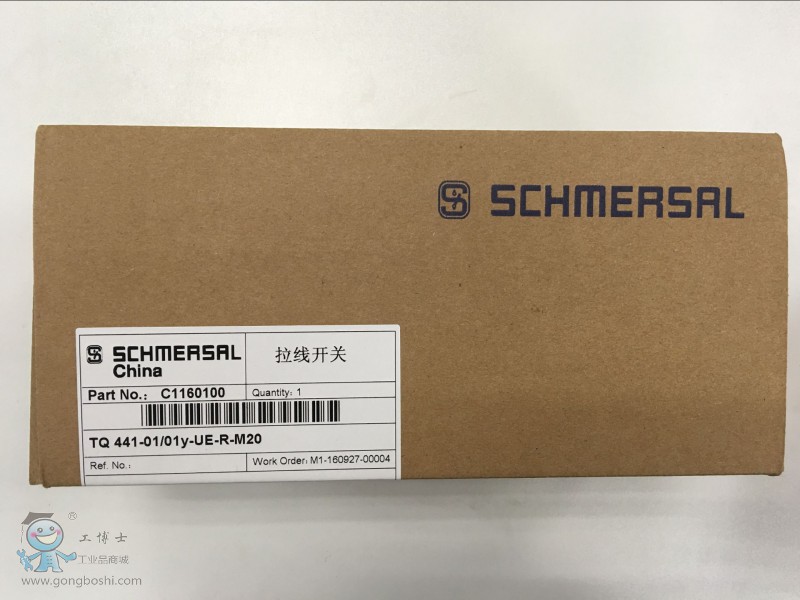 SCHMERSAL
SCHMERSAL
China
拉线开关
Part No.: C1160100
Quantity: 1
TQ 441-01/01y-UE-R-M20
Ref. No.:
Work Order: M1-160927-00004
®
工博士
工业品商城
www.gongboshi.com